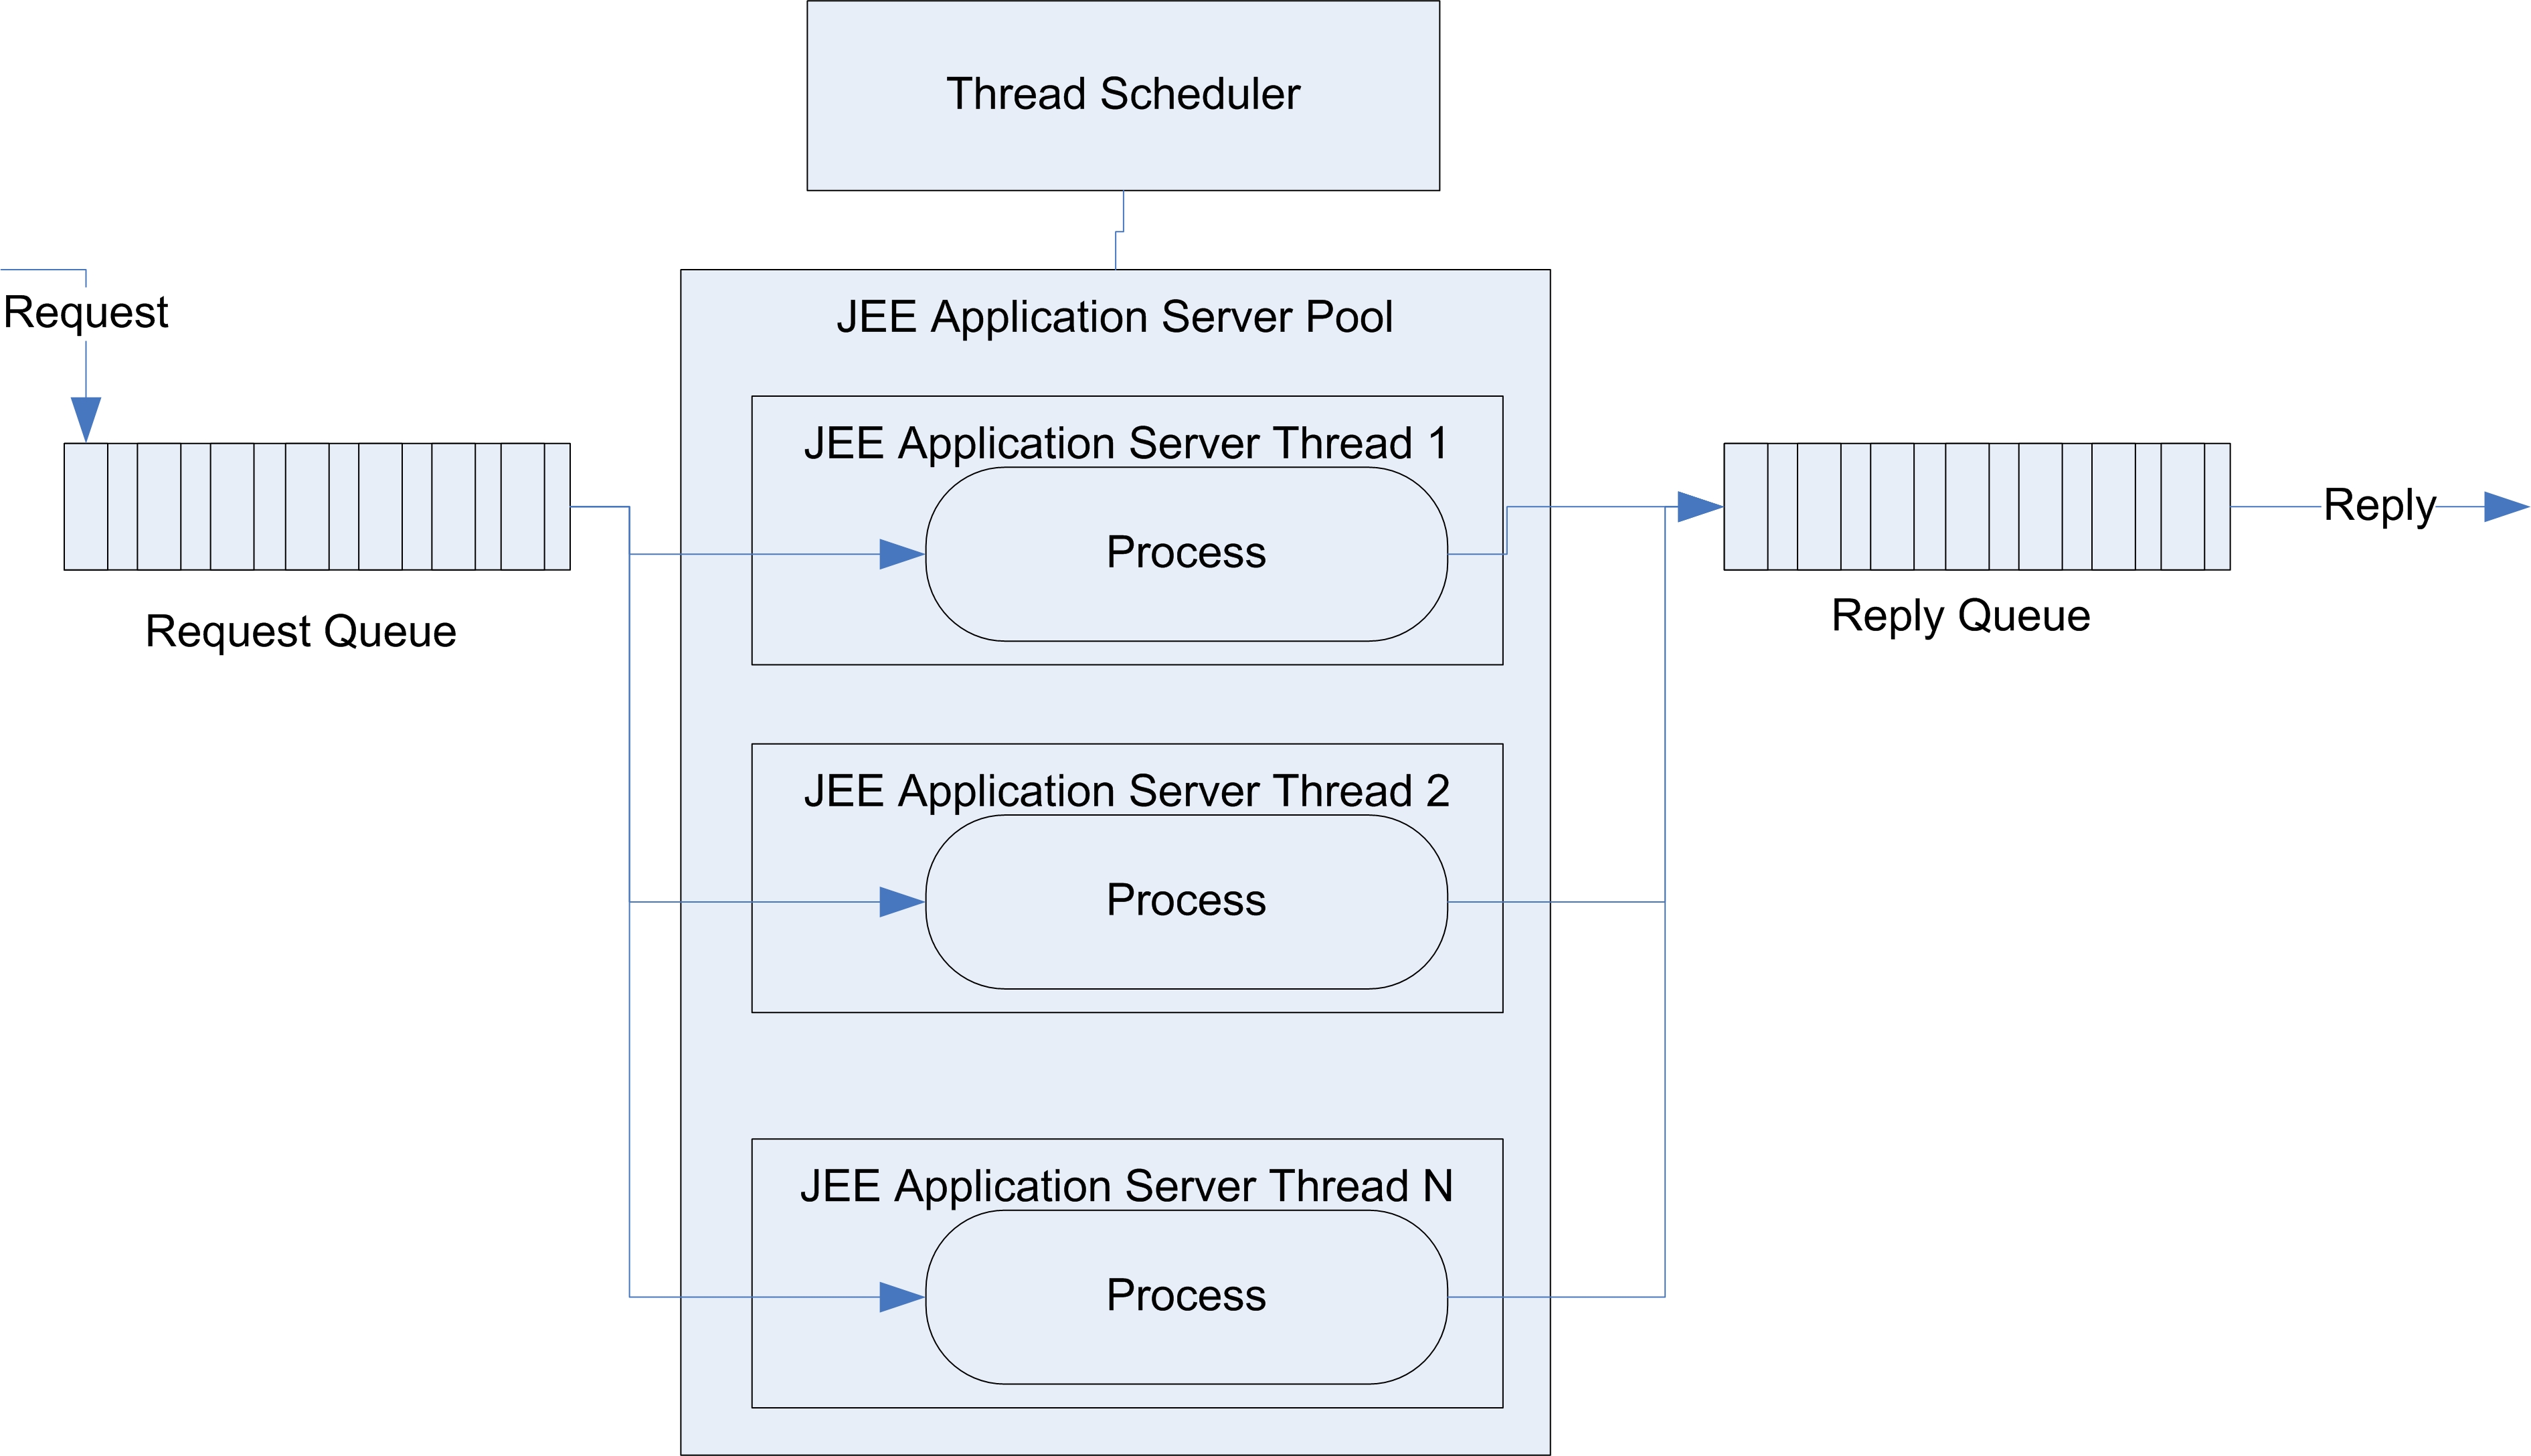 Thread Scheduler
Request
JEE Application Server Pool
JEE Application Server Thread 1
Process
Request Queue
Reply
Reply Queue
JEE Application Server Thread 2
Process
JEE Application Server Thread N
Process